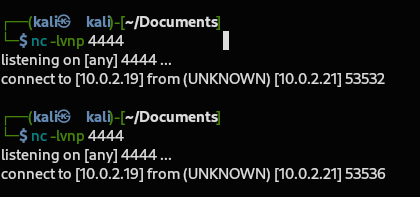 ┌──(kali㉿kali)-[~/Documents]
└─$ nc -lvnp 4444
listening on [any] 4444 ...
connect to [10.0.2.19] from (UNKNOWN) [10.0.2.21] 53532
┌──(kali㉿kali)-[~/Documents]
└─$ nc -lvnp 4444
listening on [any] 4444 ...
connect to [10.0.2.19] from (UNKNOWN) [10.0.2.21] 53536